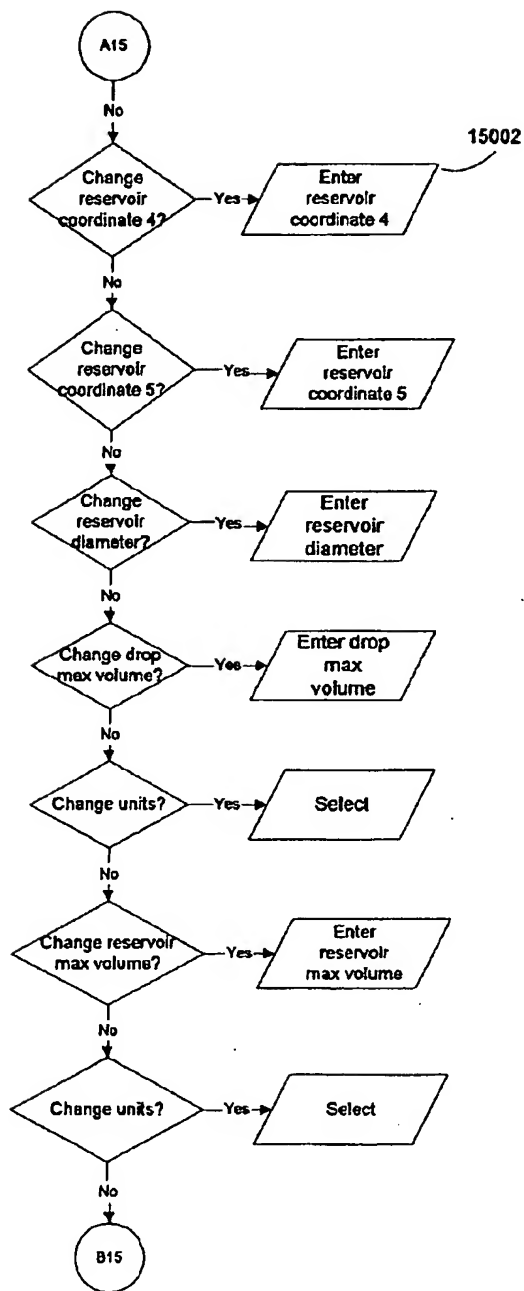 A15
No
15002
Change
reservoir
coordinate 4?
Yes
Enter
reservoir
coordinate 4
No
Change
reservoir
coordinate 5?
Yes
Enter
reservoir
coordinate 5
No
Change
reservoir
diameter?
Yes
Enter
reservoir
diameter
No
Change drop
max volume?
Yes
Enter drop
max
volume
No
Change units?
Yes
Select
No
Change reservoir
max volume?
Yes
Enter
reservoir
max volume
No
Change units?
Yes
Select
No
B15